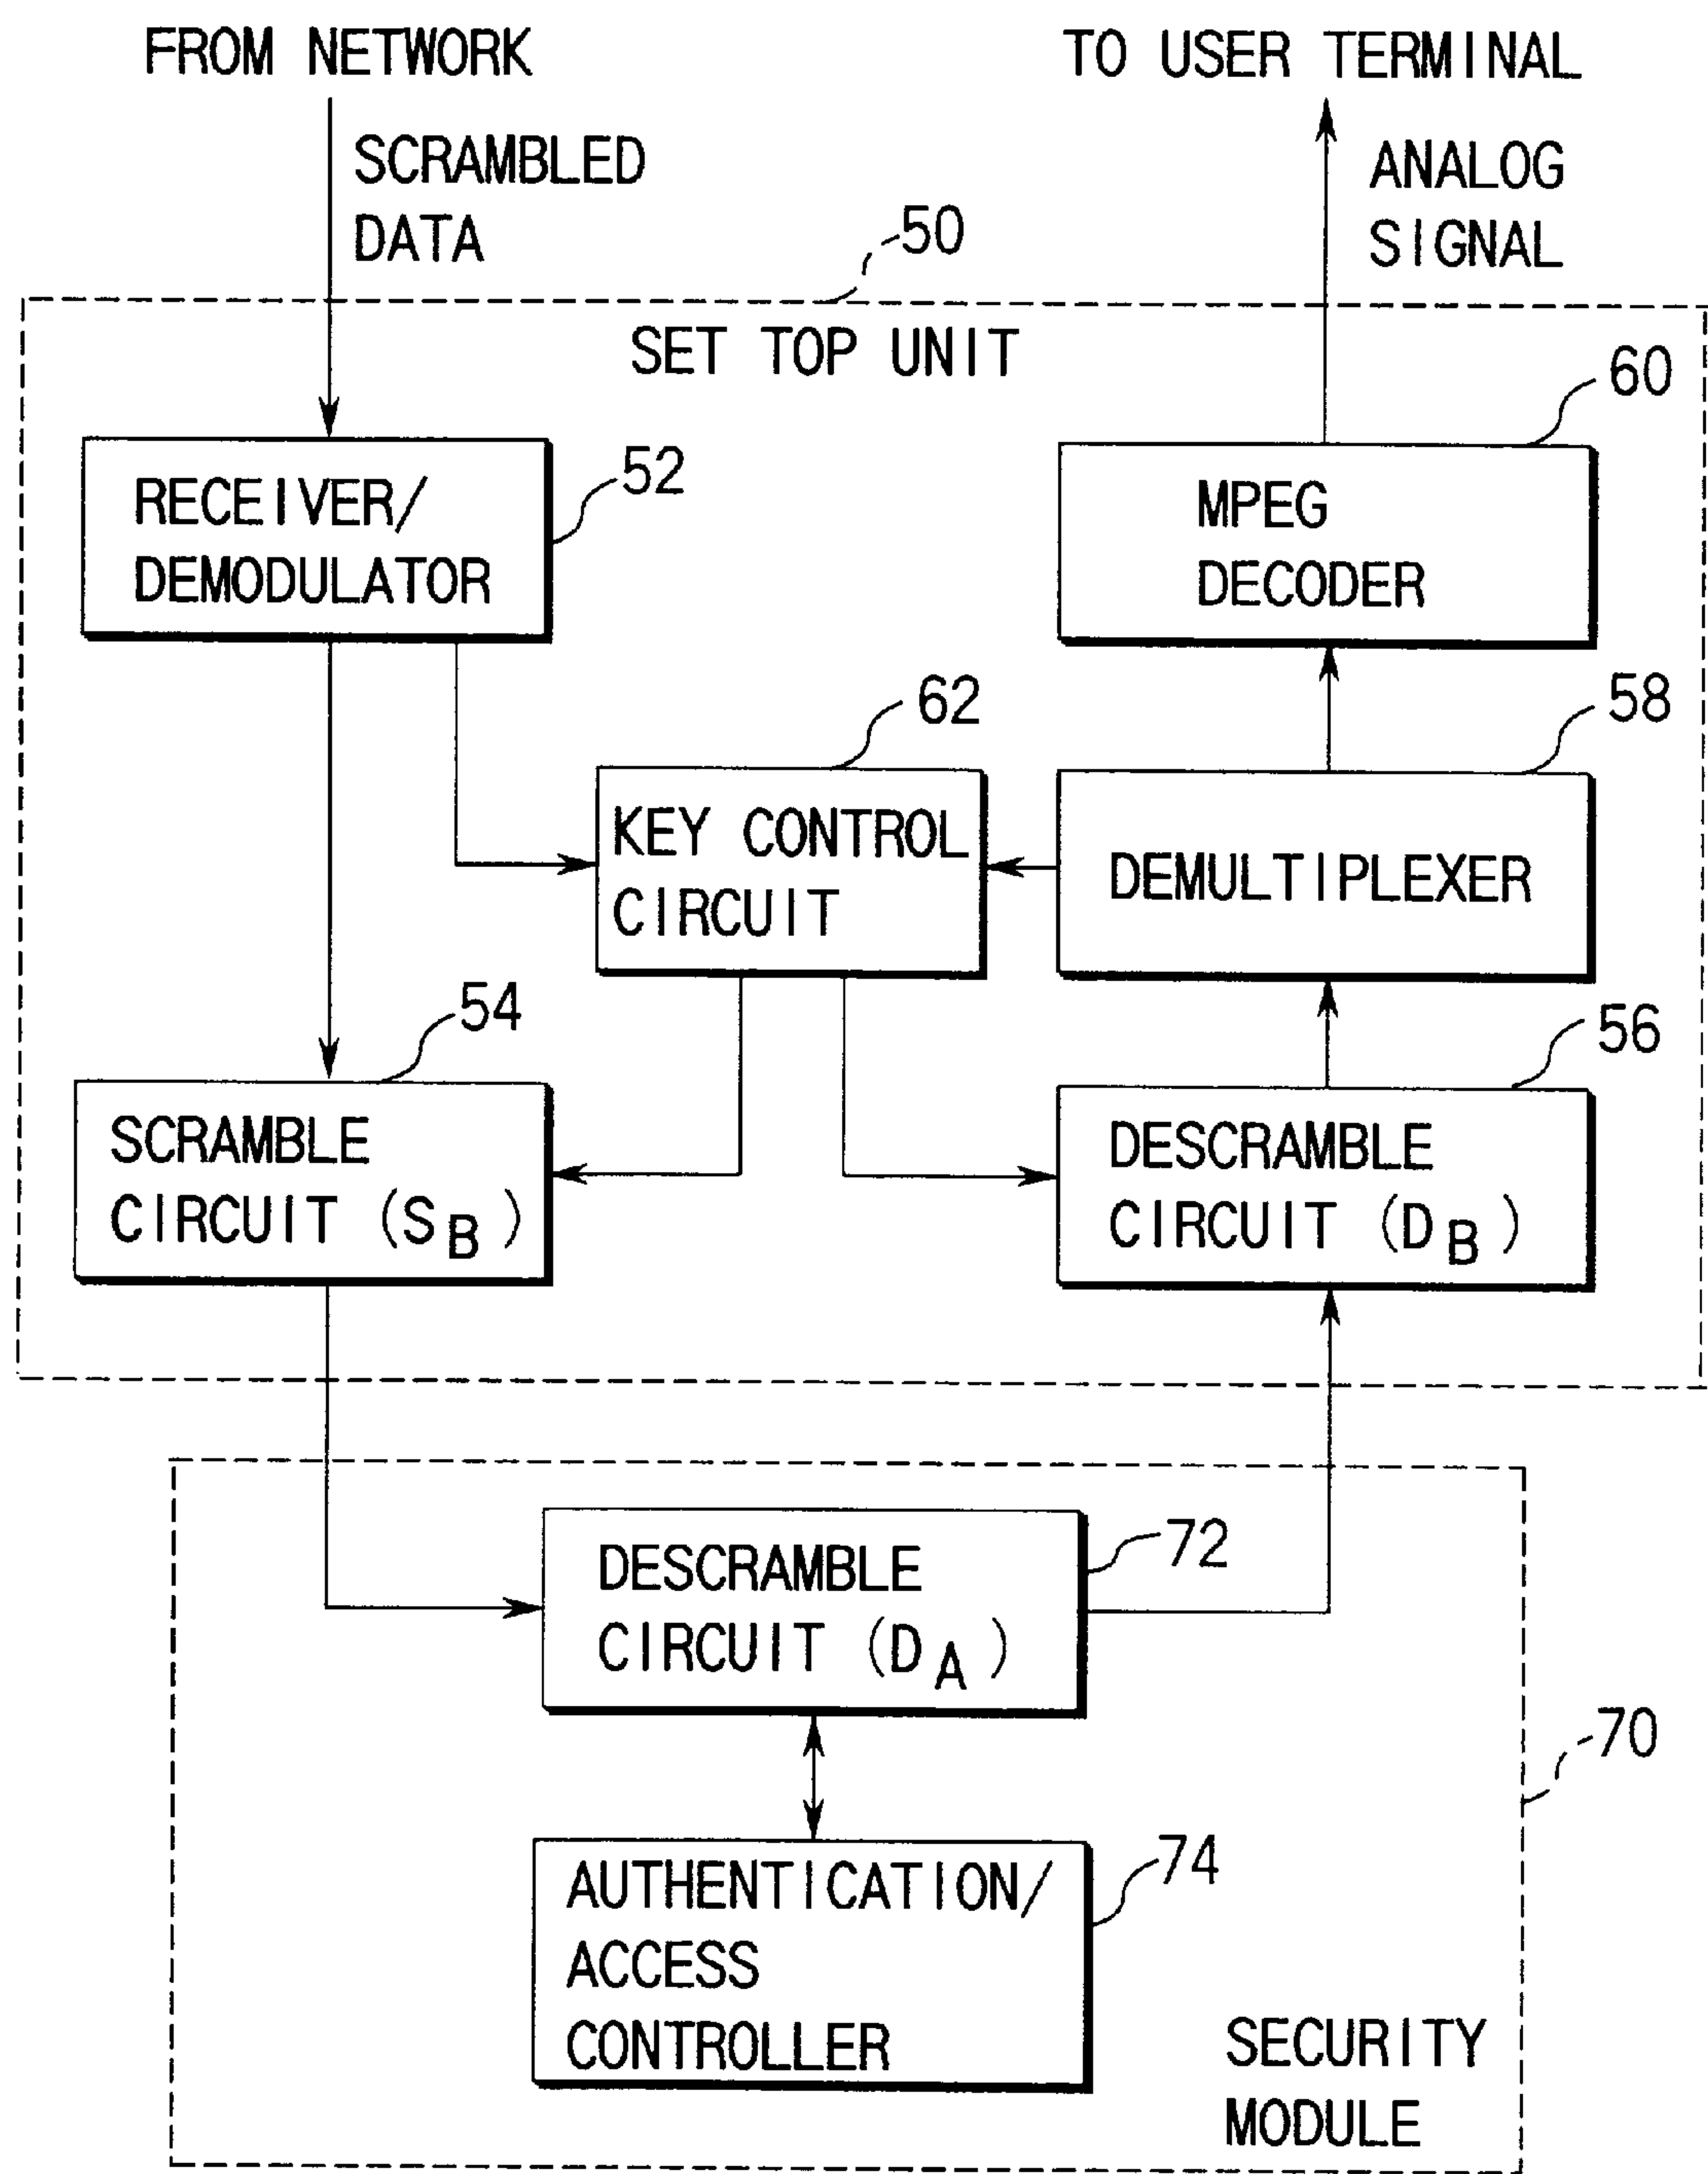 FROM NETWORK
TO USER TERMINAL
SCRAMBLED
DATA
ANALOG
SIGNAL
50
SET TOP UNIT
60
RECEIVER/
DEMODULATOR
52
MPEG
DECODER
62
58
KEY CONTROL
CIRCUIT
DEMULTIPLEXER
54
56
SCRAMBLE
CIRCUIT (SB)
DESCRAMBLE
CIRCUIT (DB)
72
DESCRAMBLE
CIRCUIT (DA)
70
74
AUTHENTICATION/
ACCESS
CONTROLLER
SECURITY
MODULE